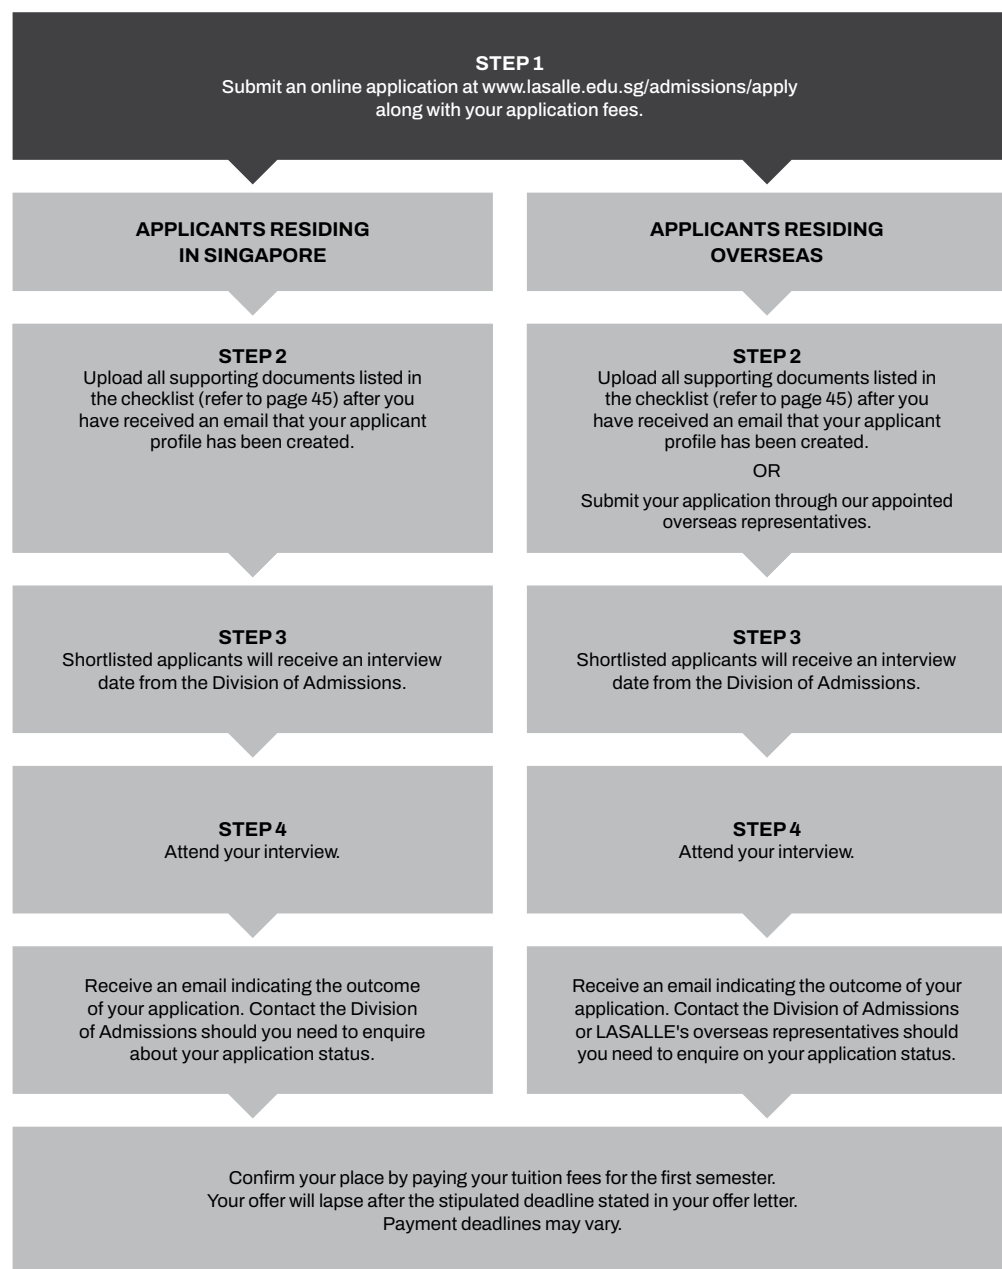 STEP 1
Submit an online application at www.lasalle.edu.sg/admissions/apply
along with your application fees.
APPLICANTS RESIDING
IN SINGAPORE
STEP 2
Upload all supporting documents listed in
the checklist (refer to page 45) after you
have received an email that your applicant
profile has been created.
STEP 3
Shortlisted applicants will receive an interview
date from the Division of Admissions.
STEP 4
Attend your interview.
Receive an email indicating the outcome
of your application. Contact the Division
of Admissions should you need to enquire
about your application status.
APPLICANTS RESIDING
OVERSEAS
STEP 2
Upload all supporting documents listed in
the checklist (refer to page 45) after you
have received an email that your applicant
profile has been created.
OR
Submit your application through our appointed
overseas representatives.
STEP 3
Shortlisted applicants will receive an interview
date from the Division of Admissions.
STEP 4
Attend your interview.
Receive an email indicating the outcome of your
application. Contact the Division of Admissions
or LASALLE's overseas representatives should
you need to enquire on your application status.
Confirm your place by paying your tuition fees for the first semester.
Your offer will lapse after the stipulated deadline stated in your offer letter.
Payment deadlines may vary.